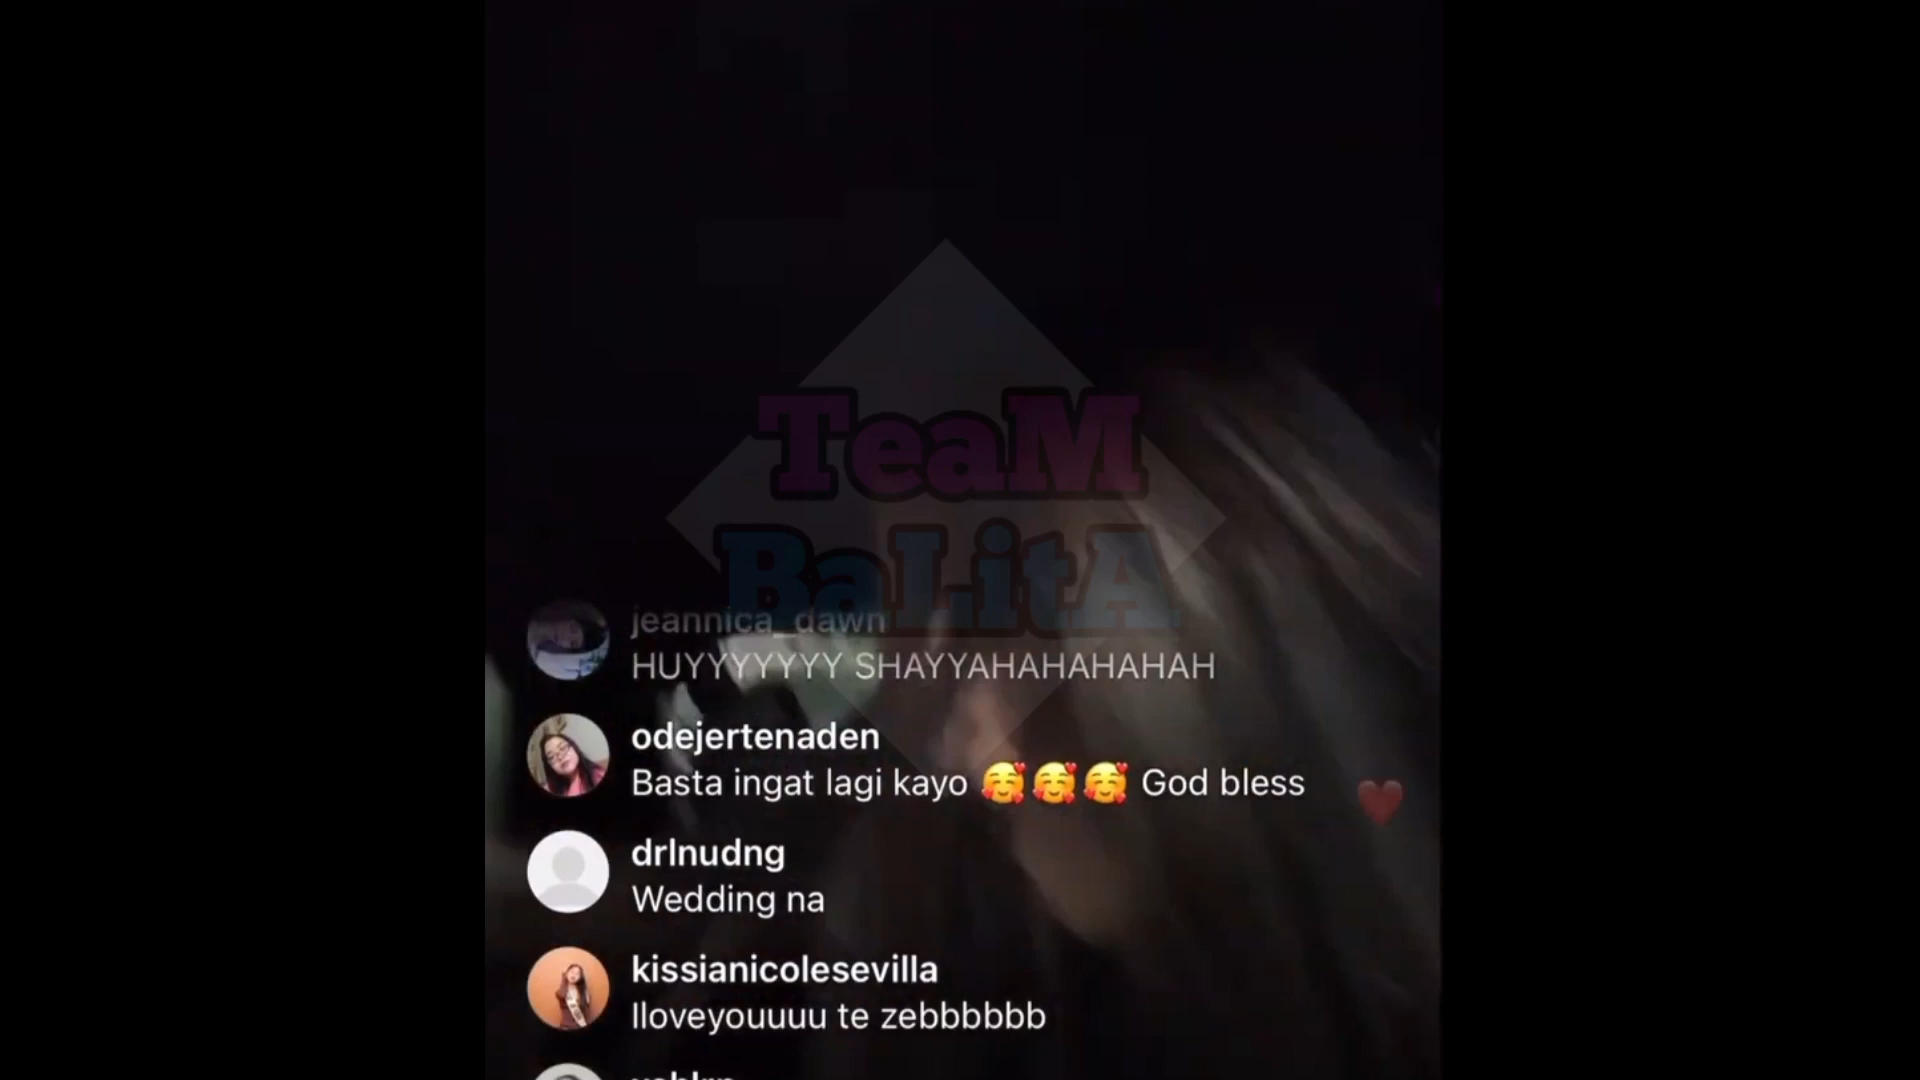 TeaM
BaLitA
jeannica_dawn
HUYYYYYYY SHAYYAHAHAHAHAH
odejertenaden
Basta ingat lagi kayo 🥰🥰🥰 God bless
drlnudng
Wedding na
kissianicolesevilla
Iloveyouuuu te zebbbbbb